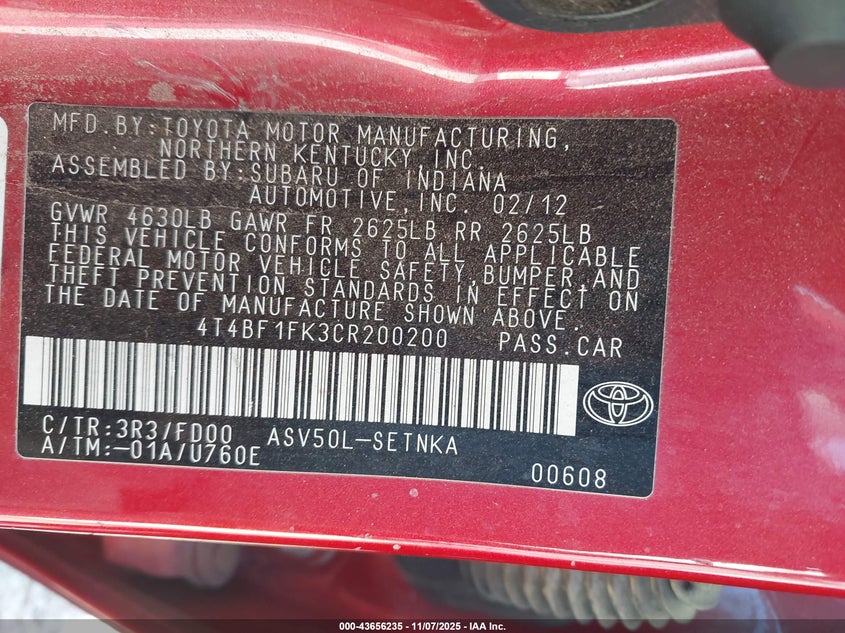 MFD.BY:TOYOTA MOTOR MANUFACTURING,
NORTHERN KENTUCKY, INC.
ASSEMBLED BY:SUBARU OF INDIANA
AUTOMOTIVE, INC. 02/12
GVWR 4630LB GAWR FR 2625LB RR 2625LB
THIS VEHICLE CONFORMS TO ALL APPLICABLE
FEDERAL MOTOR VEHICLE SAFETY,BUMPER,AND
THEFT PREVENTION STANDARDS IN EFFECT ON
THE DATE OF MANUFACTURE SHOWN ABOVE.
4T4BF1FK3CR200200 PASS.CAR
C/TR:3R3/FD00 ASV50L-SETNKA
A/TM:-01A/U760E
00608
000-43656235 - 11/07/2025 - IAA Inc.